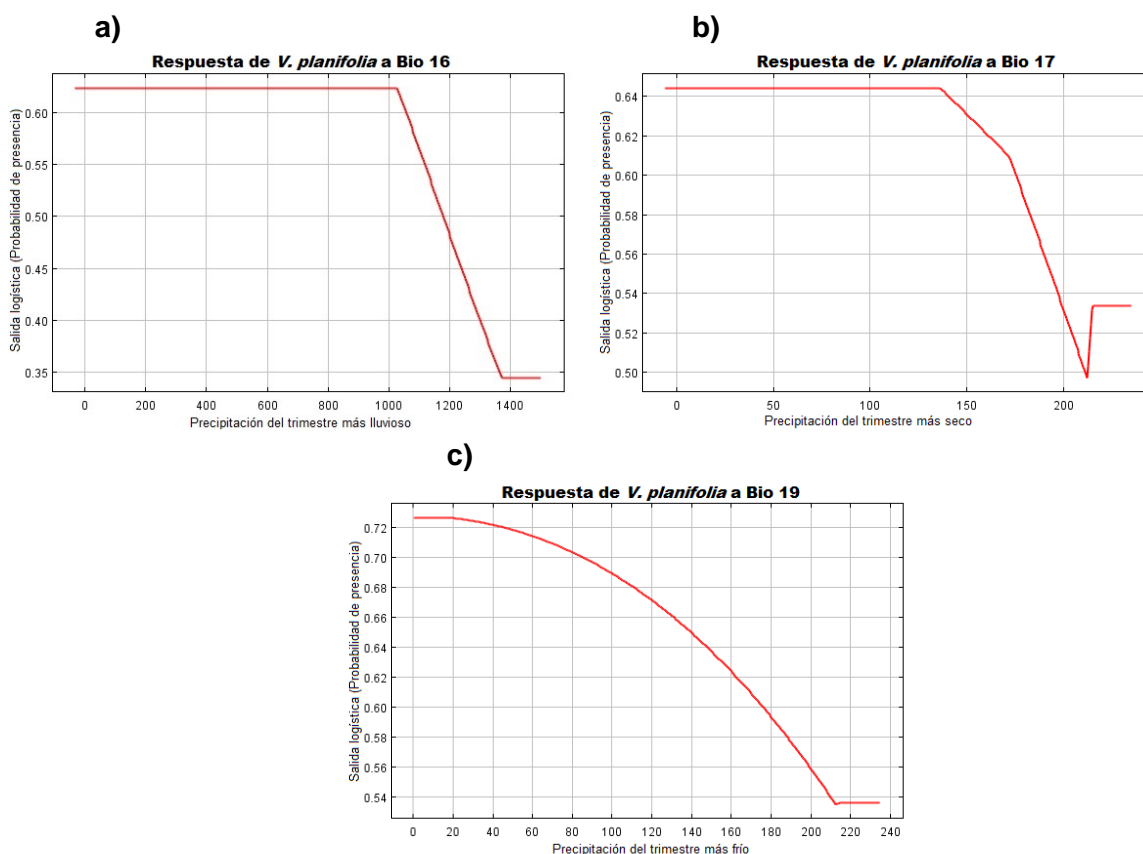 a)
Respuesta de V. planifolia a Bio 16
Salida logística (Probabilidad de presencia)
0.60
0.55
0.50
0.45
0.40
0.35
0 200 400 600 800 1000 1200 1400
Precipitación del trimestre más lluvioso
b)
Respuesta de V. planifolia a Bio 17
Salida logística (Probabilidad de presencia)
0.64
0.62
0.60
0.58
0.56
0.54
0.52
0.50
0 50 100 150 200
Precipitación del trimestre más seco
c)
Respuesta de V. planifolia a Bio 19
Salida logística (Probabilidad de presencia)
0.72
0.70
0.68
0.66
0.64
0.62
0.60
0.58
0.56
0.54
0 20 40 60 80 100 120 140 160 180 200 220 240
Precipitación del trimestre más frío